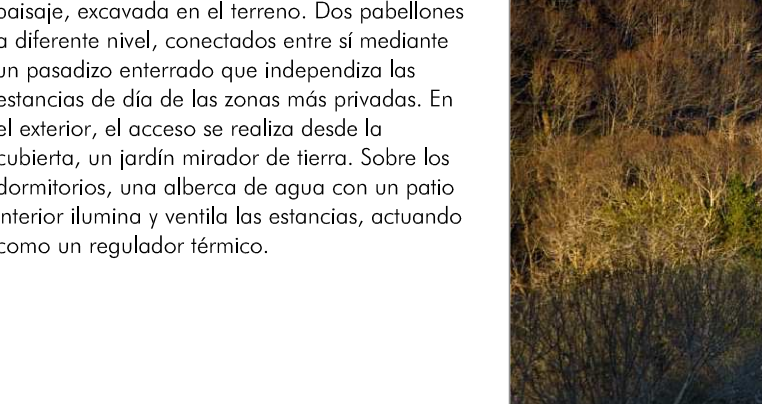 paisaje, excavada en el terreno. Dos pabellones
a diferente nivel, conectados entre sí mediante
un pasadizo enterrado que independiza las
estancias de día de las zonas más privadas. En
el exterior, el acceso se realiza desde la
cubierta, un jardín mirador de tierra. Sobre los
dormitorios, una alberca de agua con un patio
interior ilumina y ventila las estancias, actuando
como un regulador térmico.